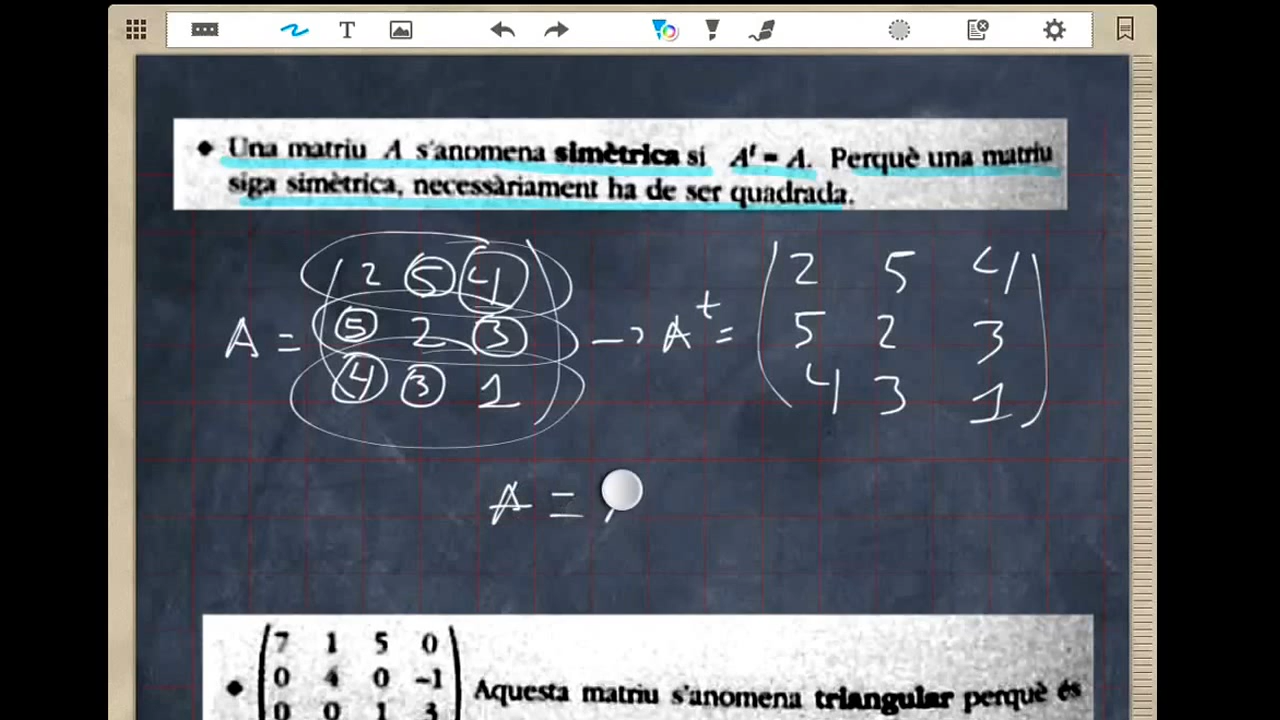 T
◆ Una matriu A s'anomena simètrica si Aᵗ = A. Perquè una matriu
siga simètrica, necessàriament ha de ser quadrada.
2 5 4
A = 5 2 3
4 3 1
→ Aᵗ =
2 5 4
5 2 3
4 3 1
A =
◆ 7 1 5 0
0 4 0 -1
0 0 1 3
Aquesta matriu s'anomena triangular perquè és